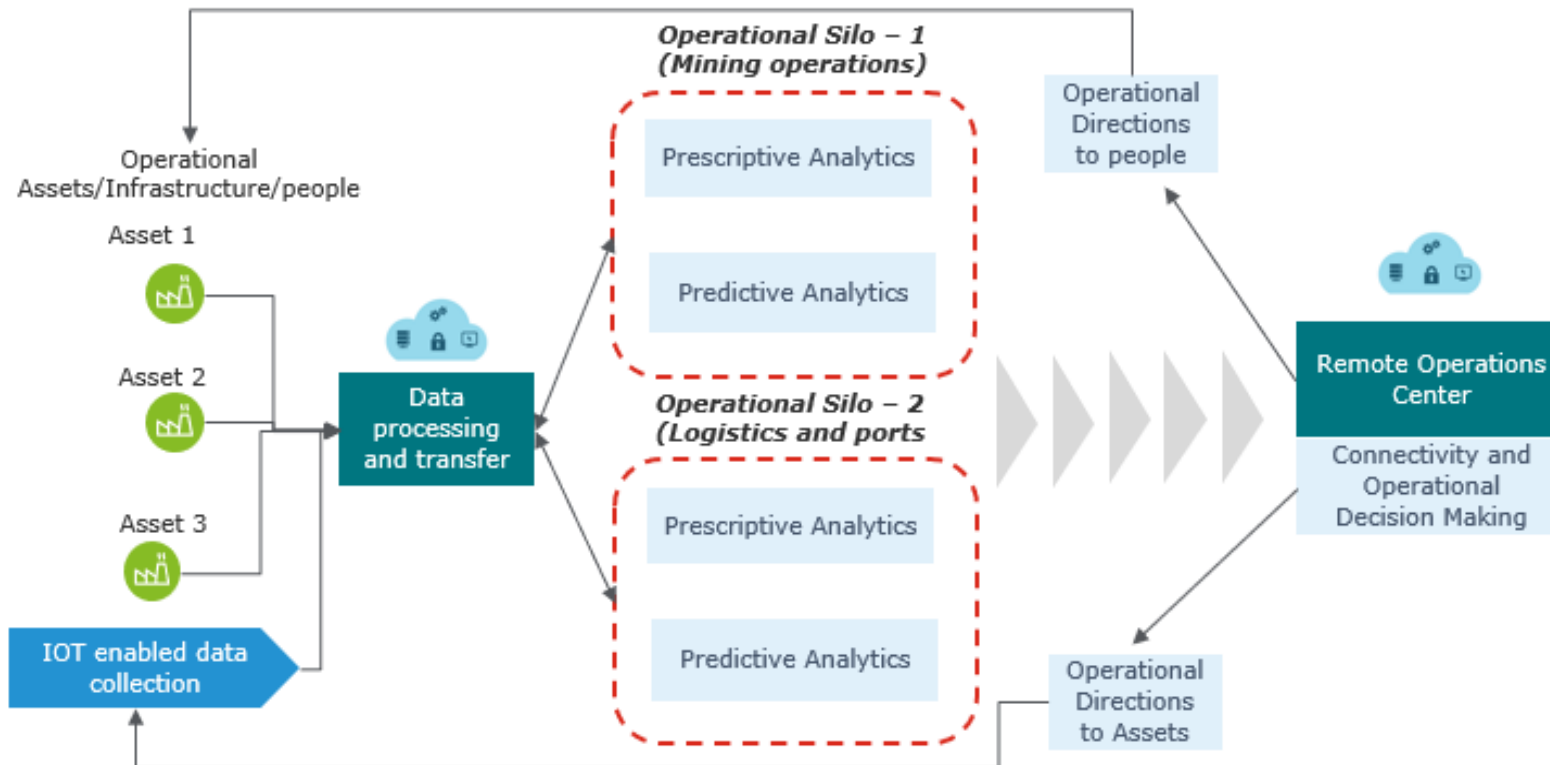 Operational
Assets/Infrastructure/people
Asset 1
Asset 2
Asset 3
IOT enabled data
collection
Data
processing
and transfer
Operational Silo – 1
(Mining operations)
Prescriptive Analytics
Predictive Analytics
Operational Silo – 2
(Logistics and ports
Prescriptive Analytics
Predictive Analytics
Operational
Directions
to people
Remote Operations
Center
Connectivity and
Operational
Decision Making
Operational
Directions
to Assets